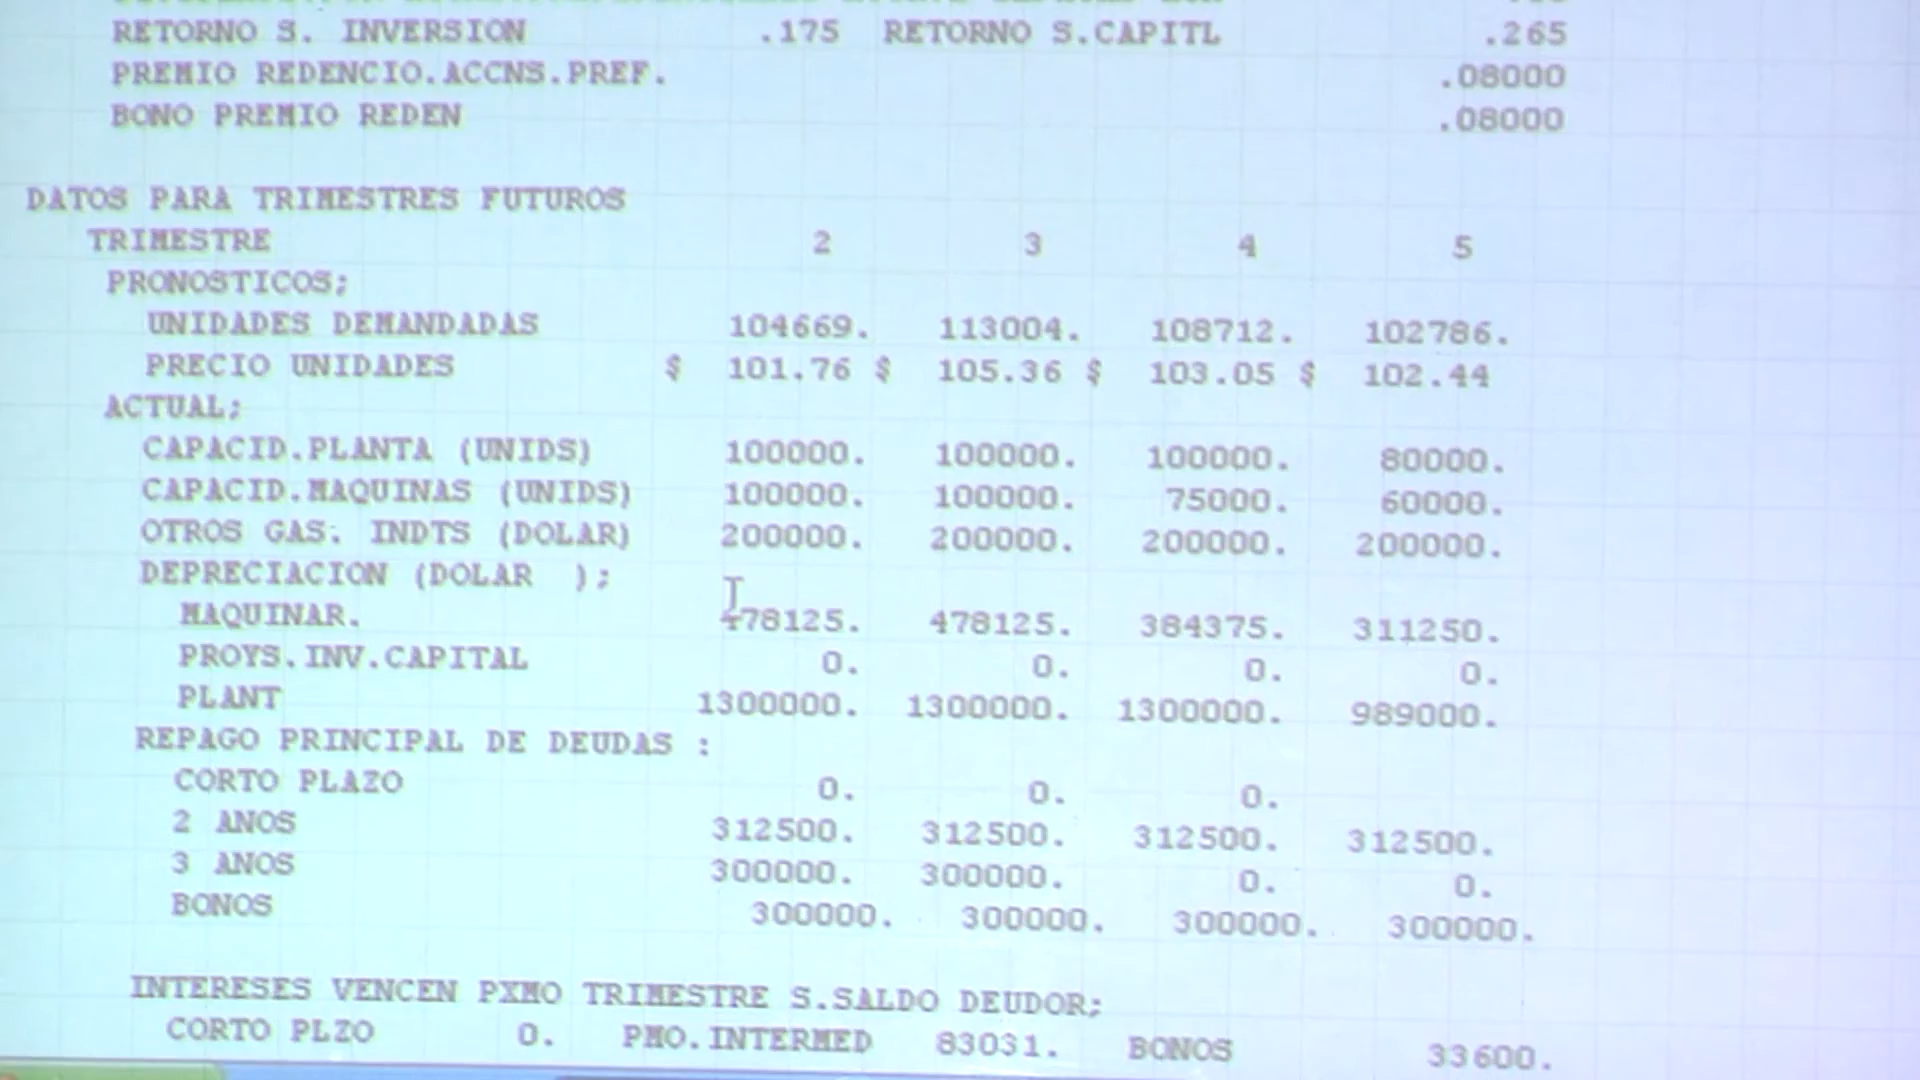 RETORNO S. INVERSION .175 RETORNO S.CAPITL .265
PREMIO REDENCIO.ACCNS.PREF. .08000
BONO PREMIO REDEN .08000
DATOS PARA TRIMESTRES FUTUROS
TRIMESTRE 2 3 4 5
PRONOSTICOS;
UNIDADES DEMANDADAS 104669. 113004. 108712. 102786.
PRECIO UNIDADES $ 101.76 $ 105.36 $ 103.05 $ 102.44
ACTUAL;
CAPACID.PLANTA (UNIDS) 100000. 100000. 100000. 80000.
CAPACID.MAQUINAS (UNIDS) 100000. 100000. 75000. 60000.
OTROS GAS. INDTS (DOLAR) 200000. 200000. 200000. 200000.
DEPRECIACION (DOLAR );
MAQUINAR. 478125. 478125. 384375. 311250.
PROYS.INV.CAPITAL 0. 0. 0. 0.
PLANT 1300000. 1300000. 1300000. 989000.
REPAGO PRINCIPAL DE DEUDAS :
CORTO PLAZO 0. 0. 0.
2 ANOS 312500. 312500. 312500. 312500.
3 ANOS 300000. 300000. 0. 0.
BONOS 300000. 300000. 300000. 300000.
INTERESES VENCEN PXMO TRIMESTRE S.SALDO DEUDOR;
CORTO PLZO 0. PMO.INTERMED 83031. BONOS 33600.